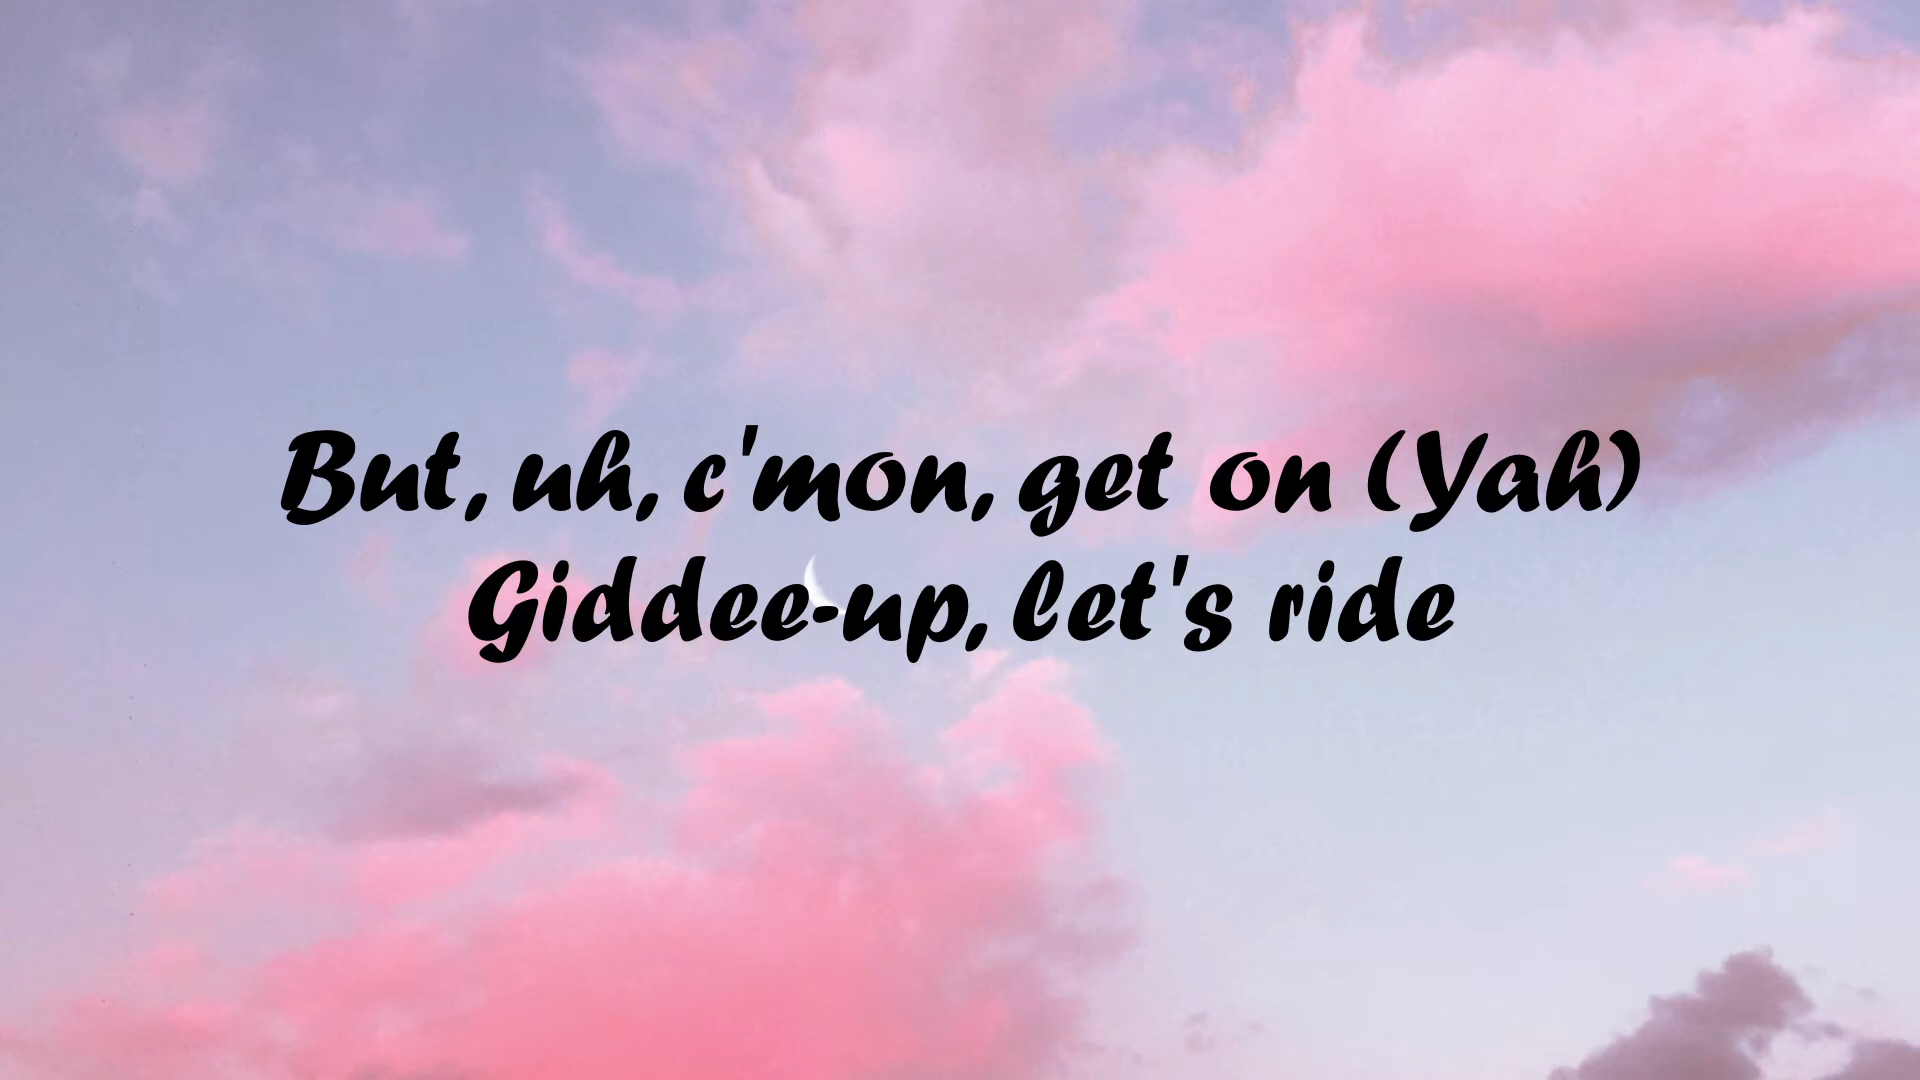 But, uh, c'mon, get on (Yah)
Giddee-up, let's ride